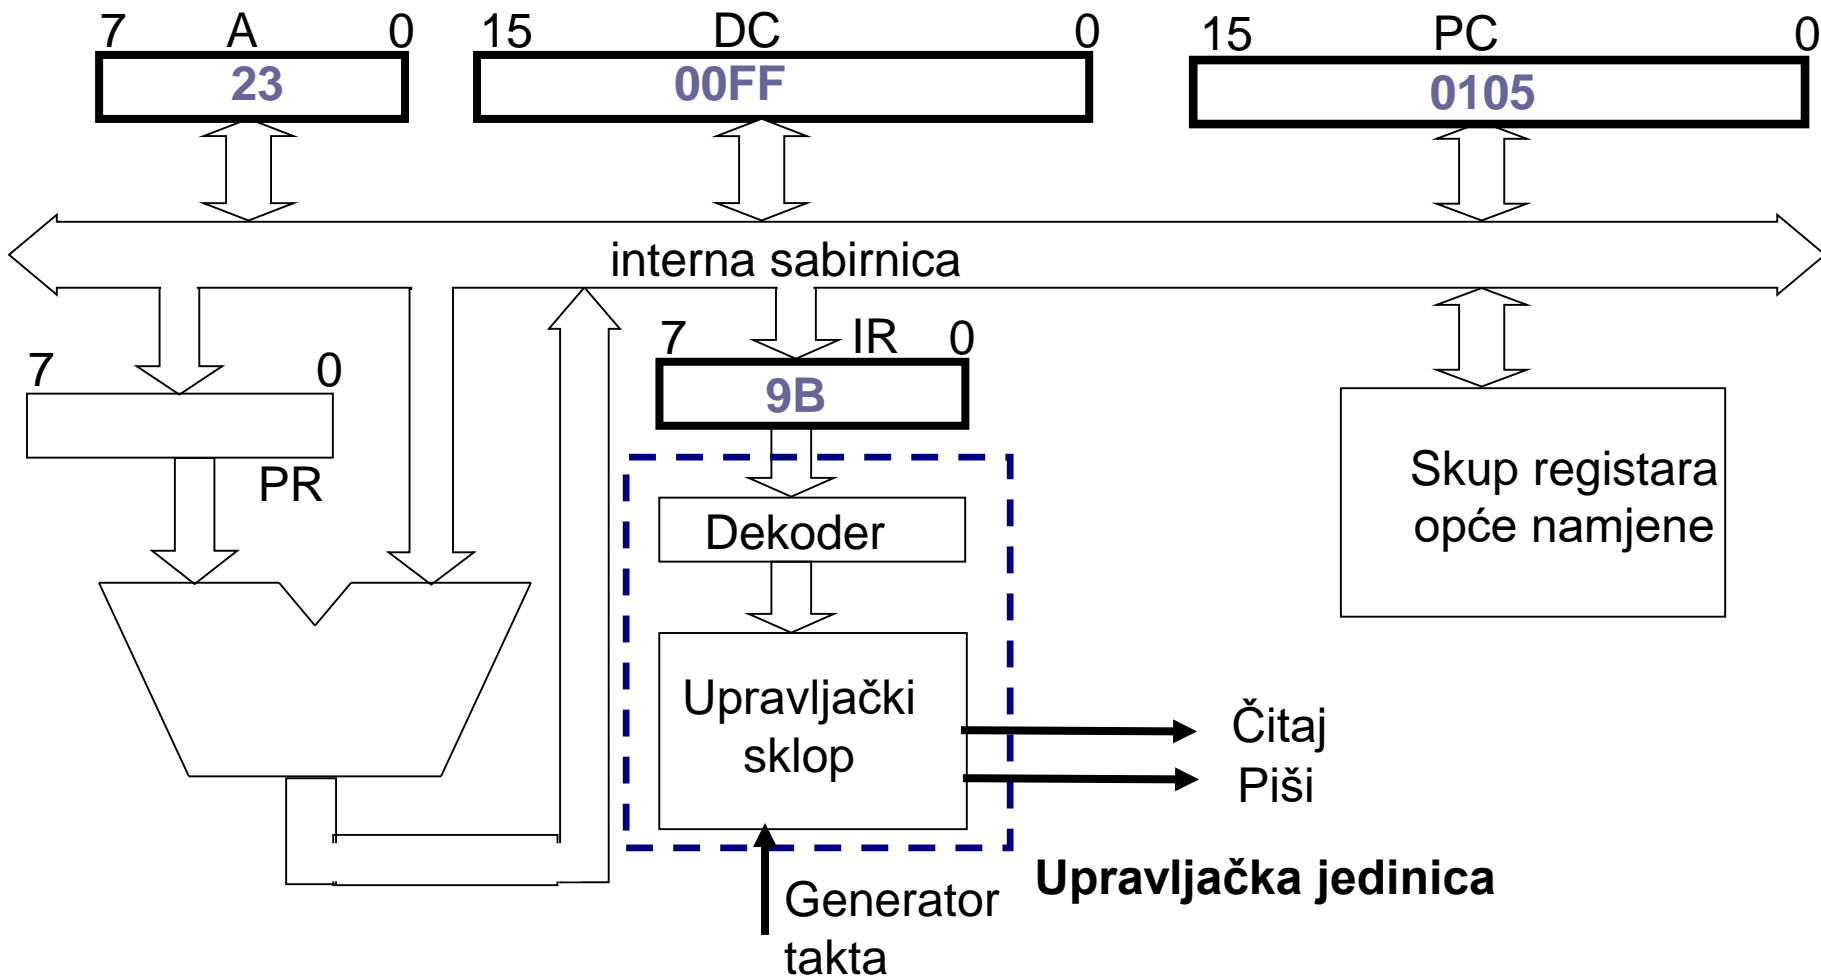 7 A 0
15 DC 0
15 PC 0
23
00FF
0105
interna sabirnica
7 IR 0
7 0
9B
PR
Dekoder
Skup registara
opće namjene
Upravljački
sklop
Čitaj
Piši
Upravljačka jedinica
Generator
takta